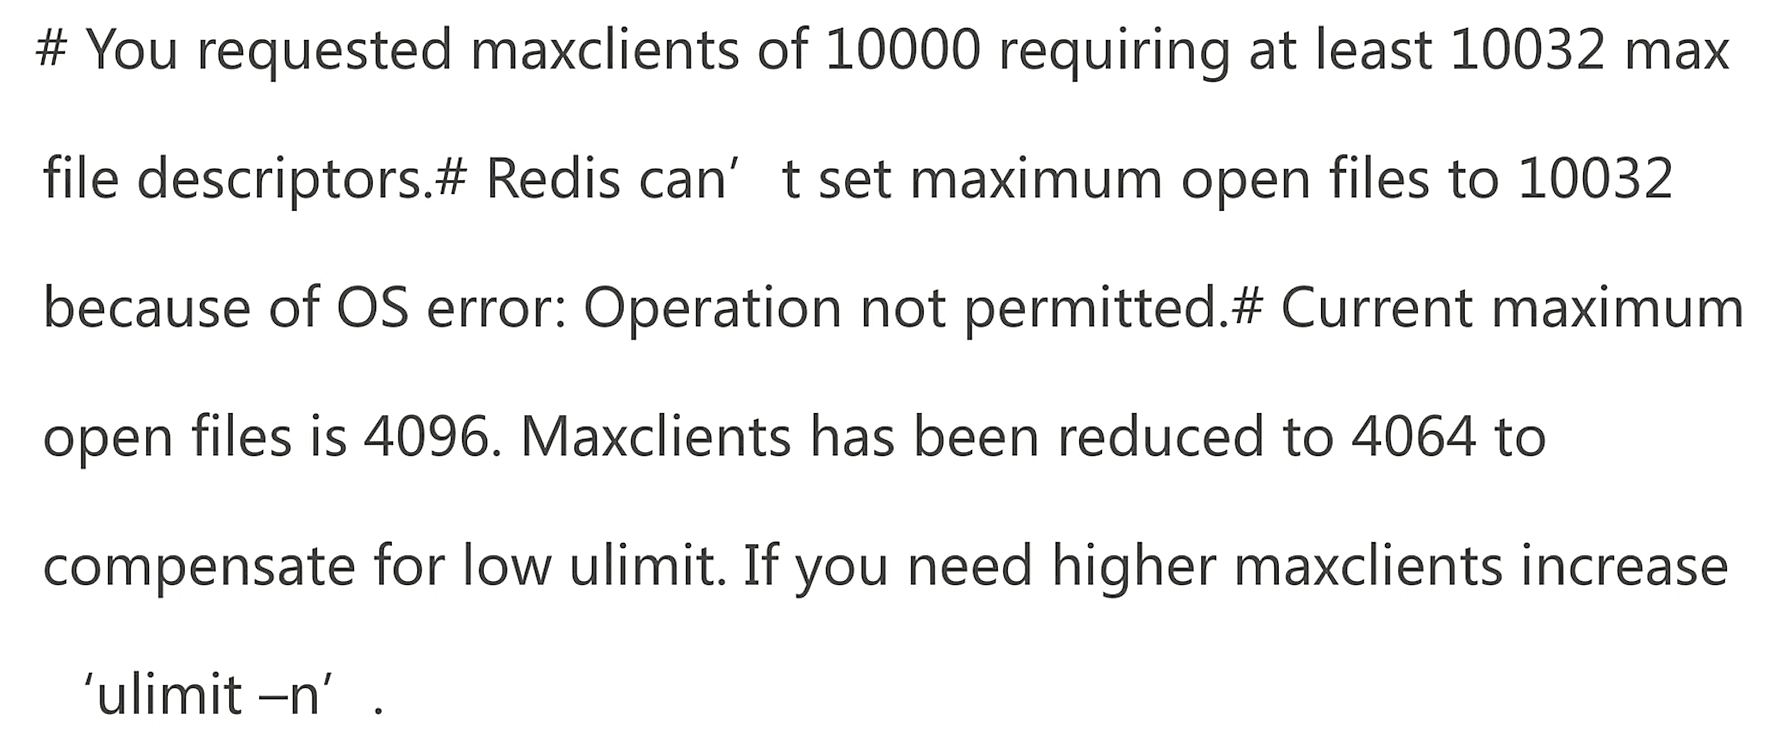 # You requested maxclients of 10000 requiring at least 10032 max
file descriptors.# Redis can’ t set maximum open files to 10032
because of OS error: Operation not permitted.# Current maximum
open files is 4096. Maxclients has been reduced to 4064 to
compensate for low ulimit. If you need higher maxclients increase
‘ulimit –n’ .